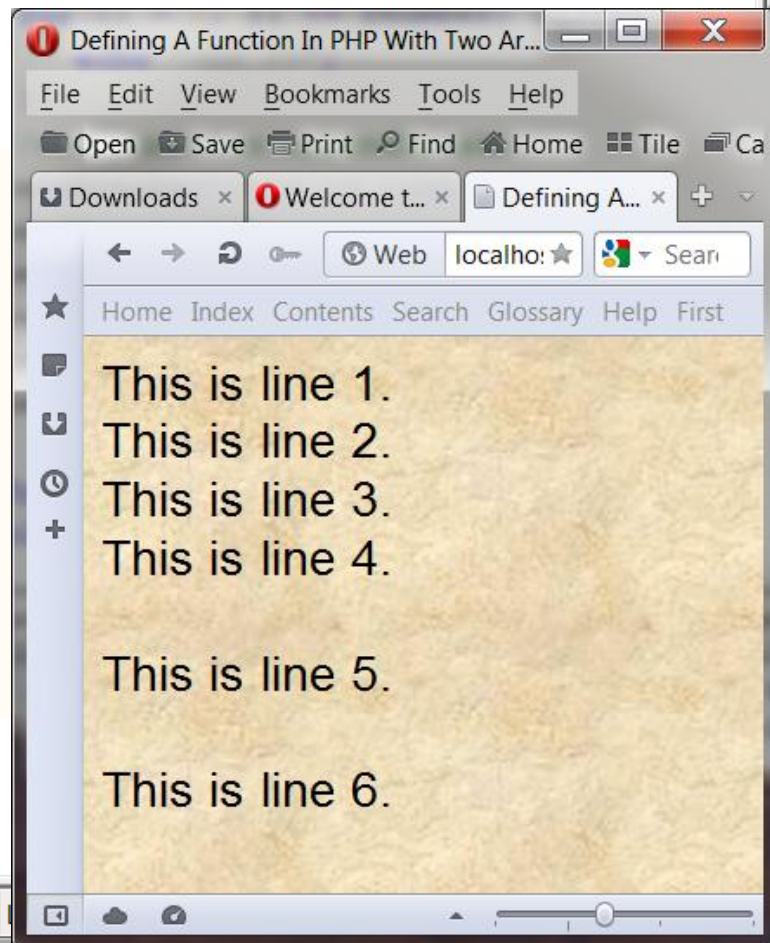 Defining A Function In PHP With Two Ar...
File Edit View Bookmarks Tools Help
Open Save Print Find Home Tile Ca
Downloads Welcome t... Defining A...
Web localho: Sear
Home Index Contents Search Glossary Help First
This is line 1.
This is line 2.
This is line 3.
This is line 4.
This is line 5.
This is line 6.